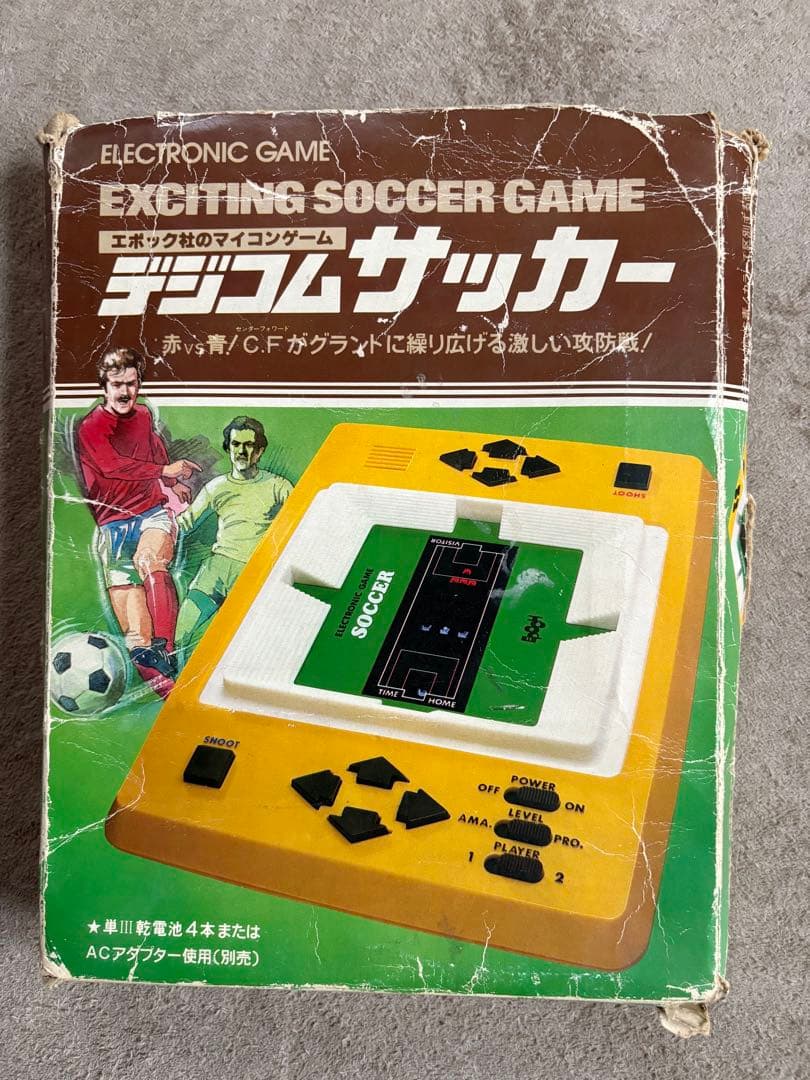 ELECTRONIC GAME
EXCITING SOCCER GAME
エポック社のマイコンゲーム
デジコムサッカー
センターフォワード
赤vs青!C.Fがグラントに繰り広げる激しい攻防戦!
SHOOT
VISITOR
ELECTRONIC GAME
SOCCER
TIME
HOME
SHOOT
POWER
OFF
ON
LEVEL
AMA.
PRO.
PLAYER
1
2
★単III乾電池4本または
ACアダプター使用(別売)